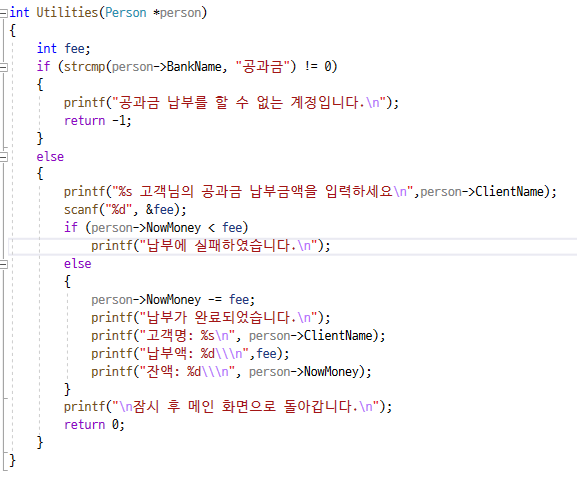 int Utilities(Person *person)
{
    int fee;
    if (strcmp(person->BankName, "공과금") != 0)
    {
        printf("공과금 납부를 할 수 없는 계정입니다.\n");
        return -1;
    }
    else
    {
        printf("%s 고객님의 공과금 납부금액을 입력하세요\n",person->ClientName);
        scanf("%d", &fee);
        if (person->NowMoney < fee)
            printf("납부에 실패하였습니다.\n");
        else
        {
            person->NowMoney -= fee;
            printf("납부가 완료되었습니다.\n");
            printf("고객명: %s\n", person->ClientName);
            printf("납부액: %d\\\n",fee);
            printf("잔액: %d\\\n", person->NowMoney);
        }
        printf("\n잠시 후 메인 화면으로 돌아갑니다.\n");
        return 0;
    }
}